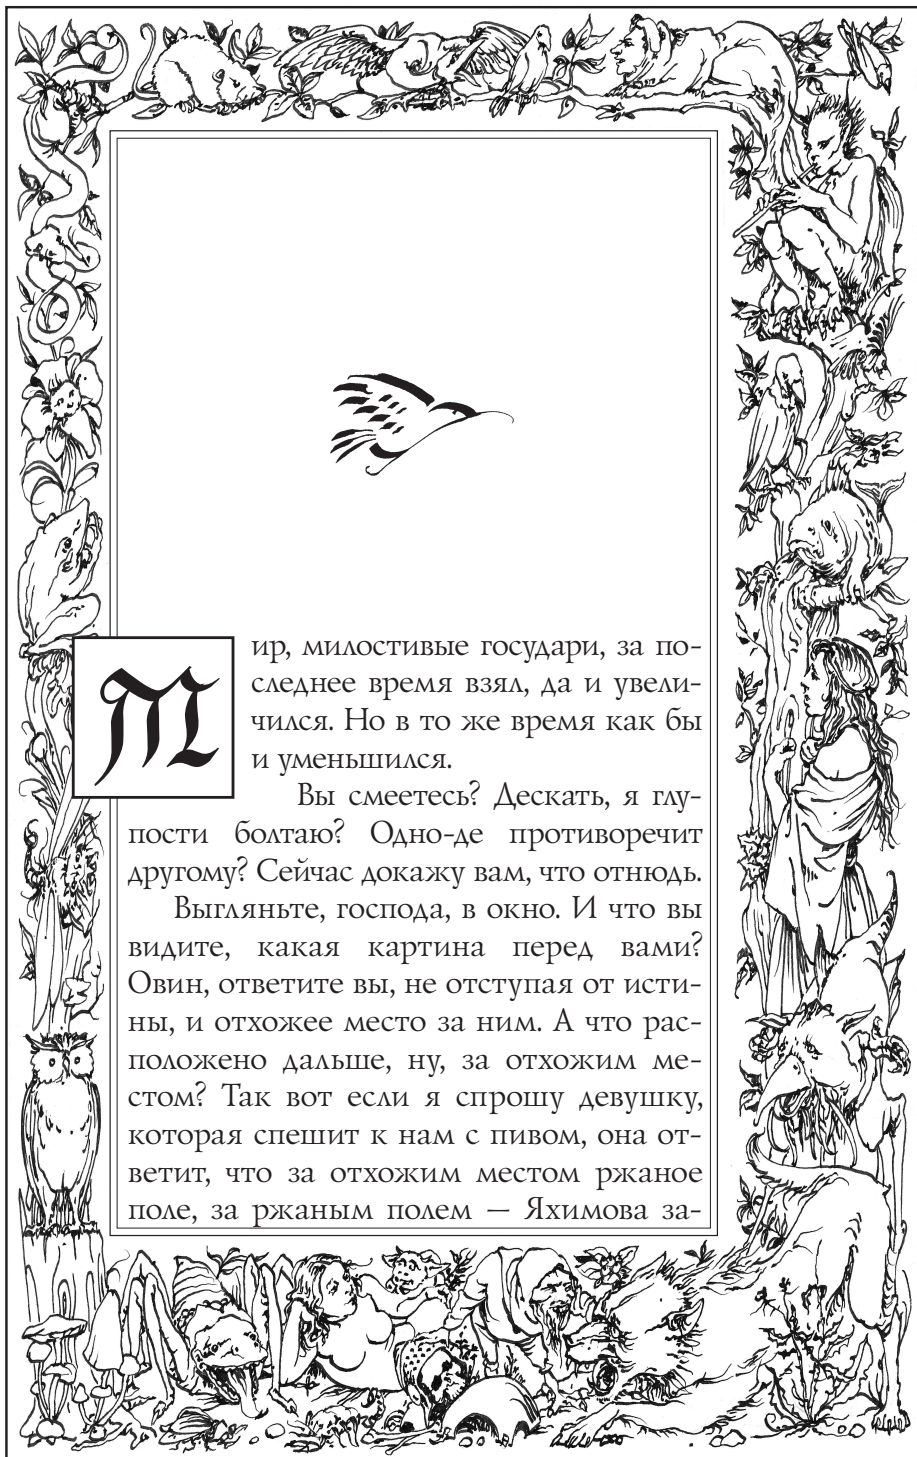 Мир, милостивые государи, за по-
следнее время взял, да и увели-
чился. Но в то же время как бы
и уменьшился.
Вы смеетесь? Дескать, я глу-
пости болтаю? Одно-де противоречит
другому? Сейчас докажу вам, что отнюдь.
Выгляньте, господа, в окно. И что вы
видите, какая картина перед вами?
Овин, ответите вы, не отступая от исти-
ны, и отхожее место за ним. А что рас-
положено дальше, ну, за отхожим ме-
стом? Так вот если я спрошу девушку,
которая спешит к нам с пивом, она от-
ветит, что за отхожим местом ржаное
поле, за ржаным полем — Яхимова за-